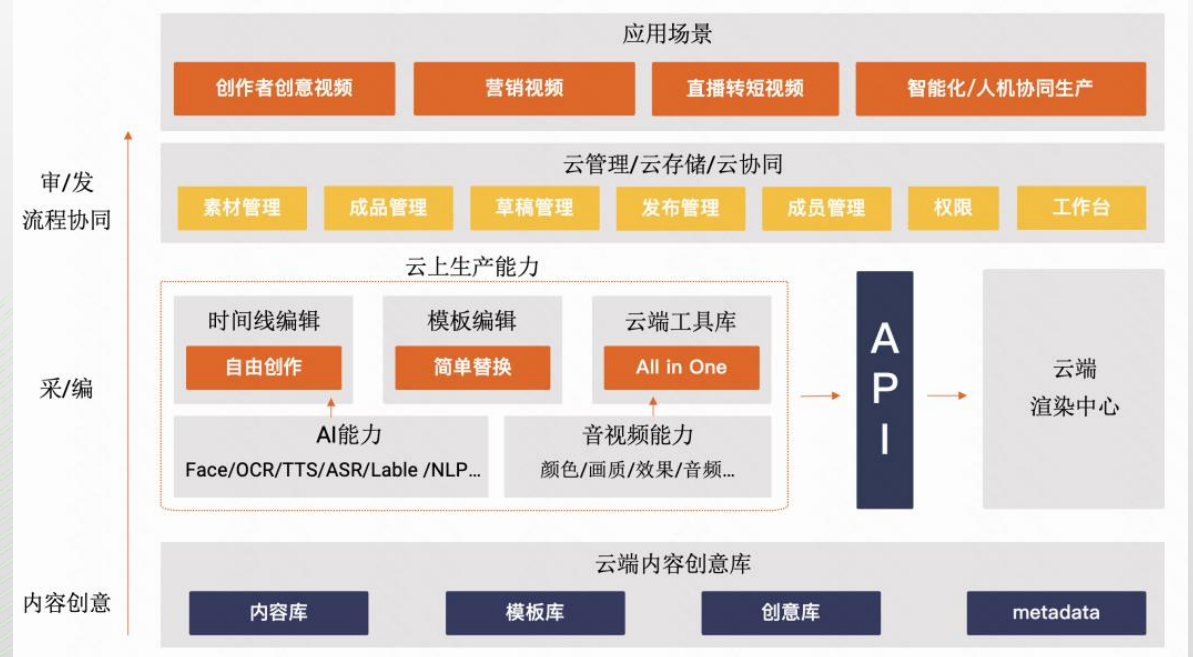 应用场景
创作者创意视频
营销视频
直播转短视频
智能化/人机协同生产
审/发
流程协同
云管理/云存储/云协同
素材管理
成品管理
草稿管理
发布管理
成员管理
权限
工作台
采/编
云上生产能力
时间线编辑
自由创作
模板编辑
简单替换
云端工具库
All in One
AI能力
Face/OCR/TTS/ASR/Lable /NLP...
音视频能力
颜色/画质/效果/音频...
API
云端
渲染中心
内容创意
云端内容创意库
内容库
模板库
创意库
metadata